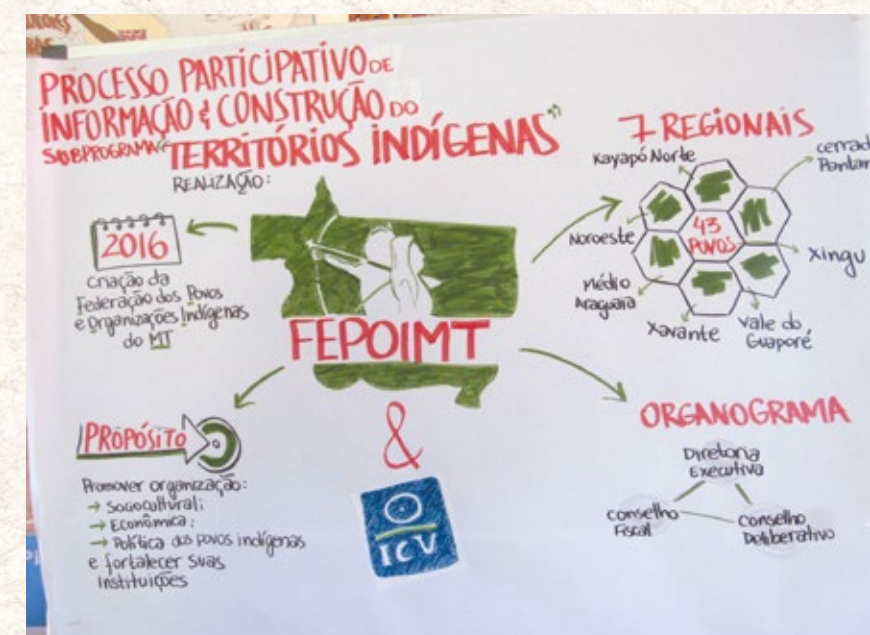 PROCESSO PARTICIPATIVO DE
INFORMAÇÃO & CONSTRUÇÃO DO
SUBPROGRAMA "TERRITÓRIOS INDÍGENAS"
REALIZAÇÃO:
2016
criação da
Federação dos Povos
e Organizações Indígenas
do MT
FEPOIMT
&
ICV
PROPÓSITO
Promover organização:
→ Sociocultural;
→ Econômica;
→ Política dos povos indígenas
e fortalecer suas
Instituições
7 REGIONAIS
Kayapó Norte
Noroeste
Médio
Araguaia
Xavante
Vale do
Guaporé
Xingu
43
POVOS
ORGANOGRAMA
Diretoria
Executiva
conselho
Fiscal
conselho
Deliberativo